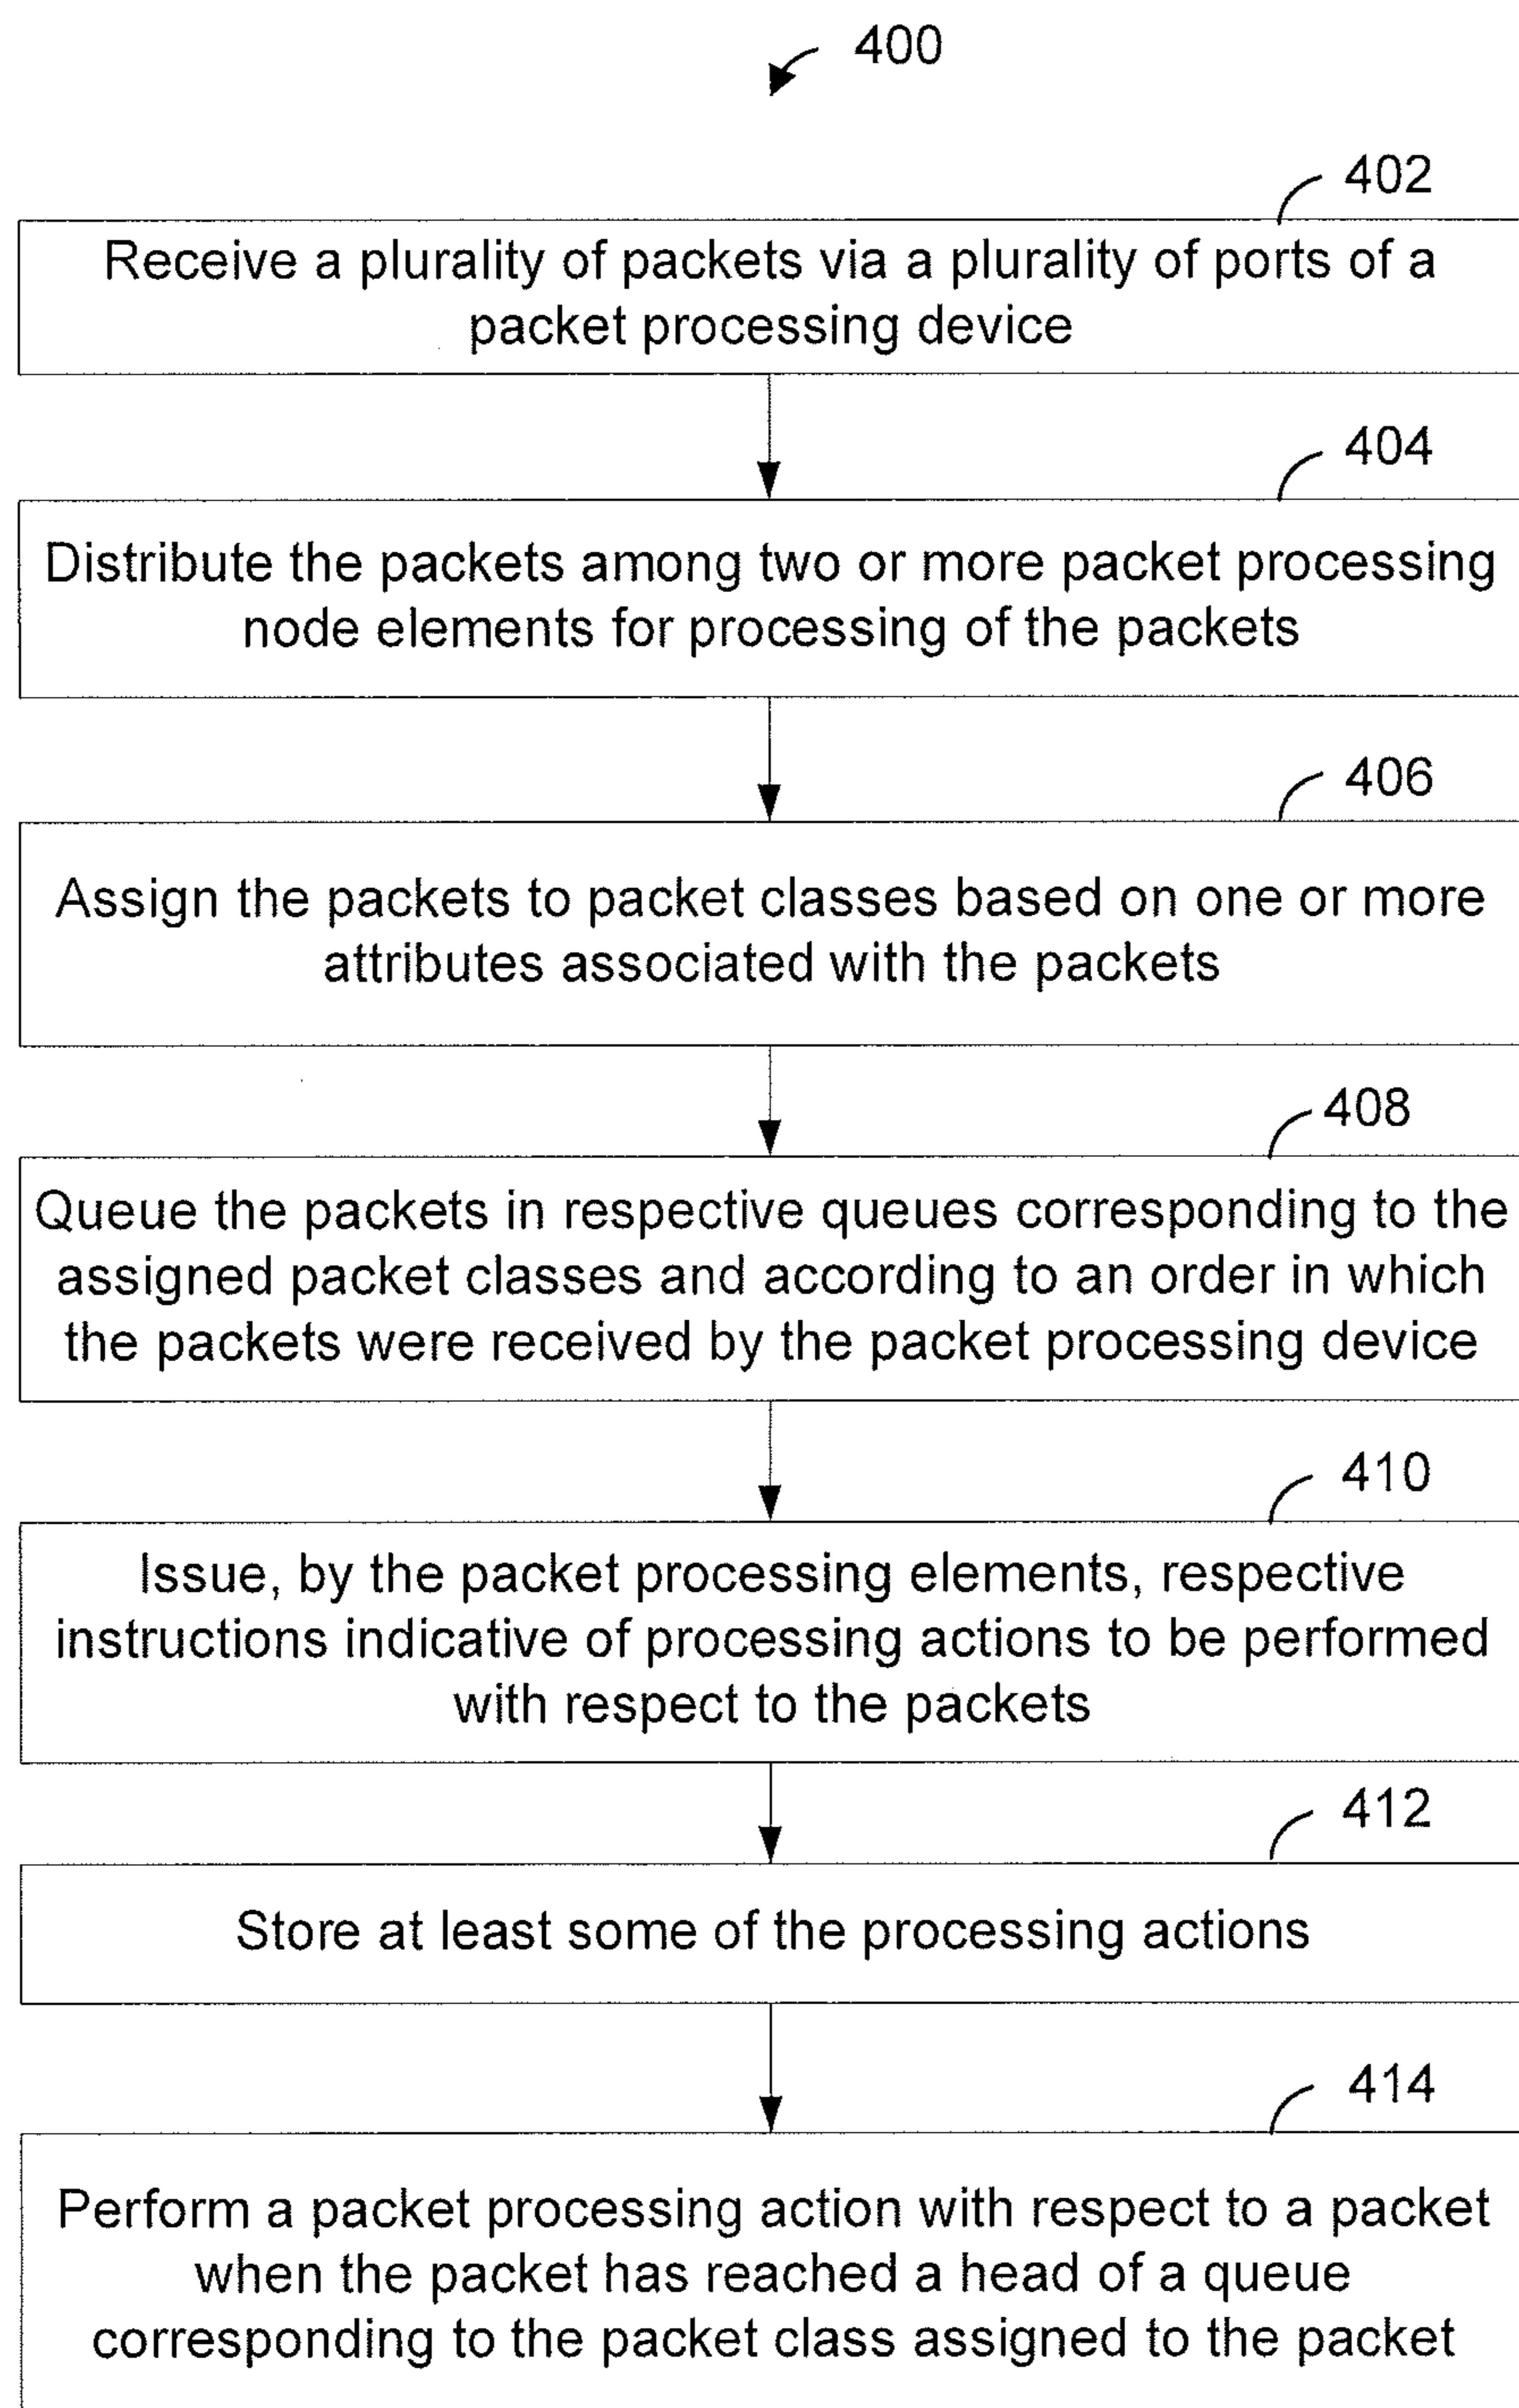 400
402
Receive a plurality of packets via a plurality of ports of a
packet processing device
404
Distribute the packets among two or more packet processing
node elements for processing of the packets
406
Assign the packets to packet classes based on one or more
attributes associated with the packets
408
Queue the packets in respective queues corresponding to the
assigned packet classes and according to an order in which
the packets were received by the packet processing device
410
Issue, by the packet processing elements, respective
instructions indicative of processing actions to be performed
with respect to the packets
412
Store at least some of the processing actions
414
Perform a packet processing action with respect to a packet
when the packet has reached a head of a queue
corresponding to the packet class assigned to the packet